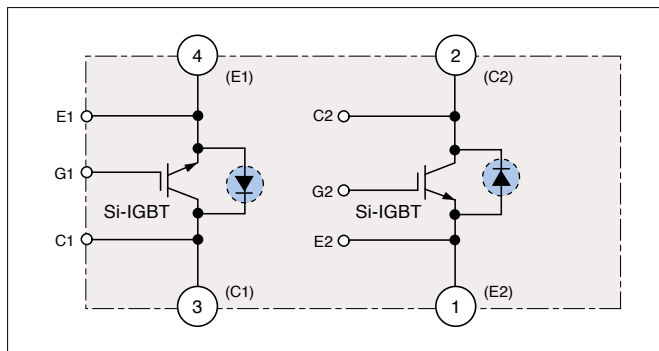 4 2
(E1) (C2)
E1 C2
G1 G2
Si-IGBT Si-IGBT
C1 E2
3 (C1) 1 (E2)